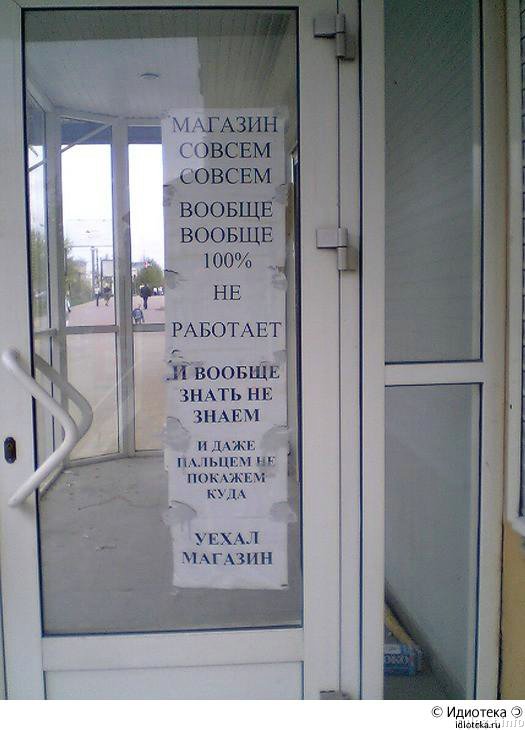 МАГАЗИН
СОВСЕМ
СОВСЕМ
ВООБЩЕ
ВООБЩЕ
100%
НЕ
РАБОТАЕТ
И ВООБЩЕ
ЗНАТЬ НЕ
ЗНАЕМ
И ДАЖЕ
ПАЛЬЦЕМ НЕ
ПОКАЖЕМ
КУДА
УЕХАЛ
МАГАЗИН
© Идиотека
idioteka.ru